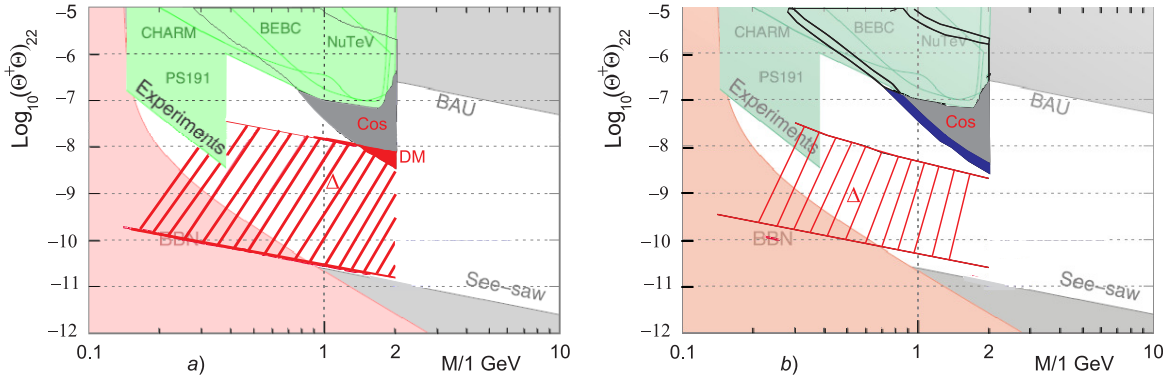 Log10(Θ+Θ)22
−5
−6
−7
−8
−9
−10
−11
−12
CHARM
BEBC
NuTeV
PS191
Experiments
BAU
Cos
DM
Δ
BBN
See−saw
0.1
a)
1
2
M/1 GeV
10
Log10(Θ+Θ)22
−5
−6
−7
−8
−9
−10
−11
−12
CHARM
BEBC
NuTeV
PS191
Experiments
BAU
Cos
Δ
BBN
See−saw
0.1
b)
1
2
M/1 GeV
10